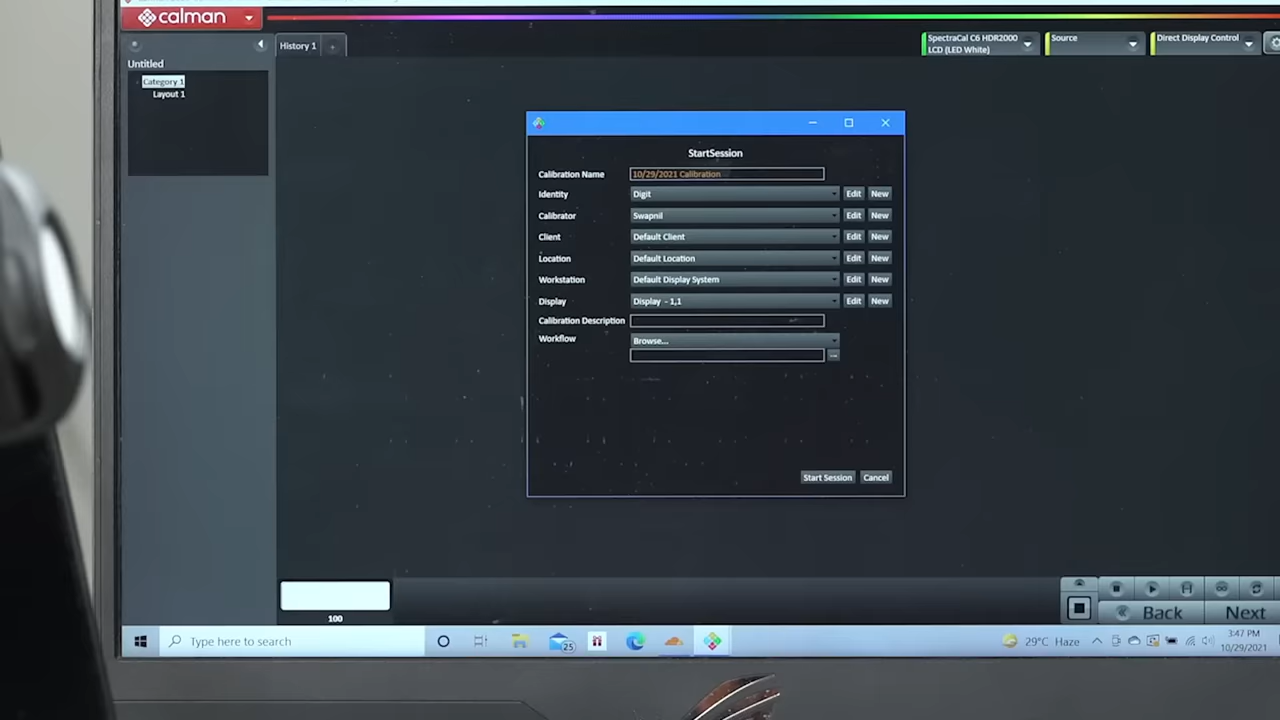 calman
History 1 +
SpectraCal C6 HDR2000
LCD (LED White)
Source
Direct Display Control
Untitled
Category 1
Layout 1
StartSession
Calibration Name 10/29/2021 Calibration
Identity Digit Edit New
Calibrator Swapnil Edit New
Client Default Client Edit New
Location Default Location Edit New
Workstation Default Display System Edit New
Display Display - 1,1 Edit New
Calibration Description
Workflow Browse...
...
Start Session Cancel
100
Back Next
Type here to search
25
29°C Haze
3:47 PM
10/29/2021